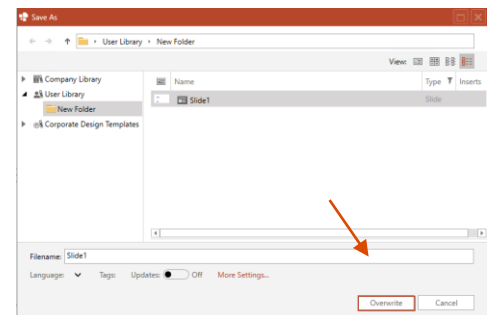 Save As
User Library › New Folder
View:
Company Library
User Library
New Folder
Corporate Design Templates
Name Type Inserts
Slide1 Slide
Filename: Slide1
Language: Tags: Updates: Off More Settings...
Overwrite Cancel